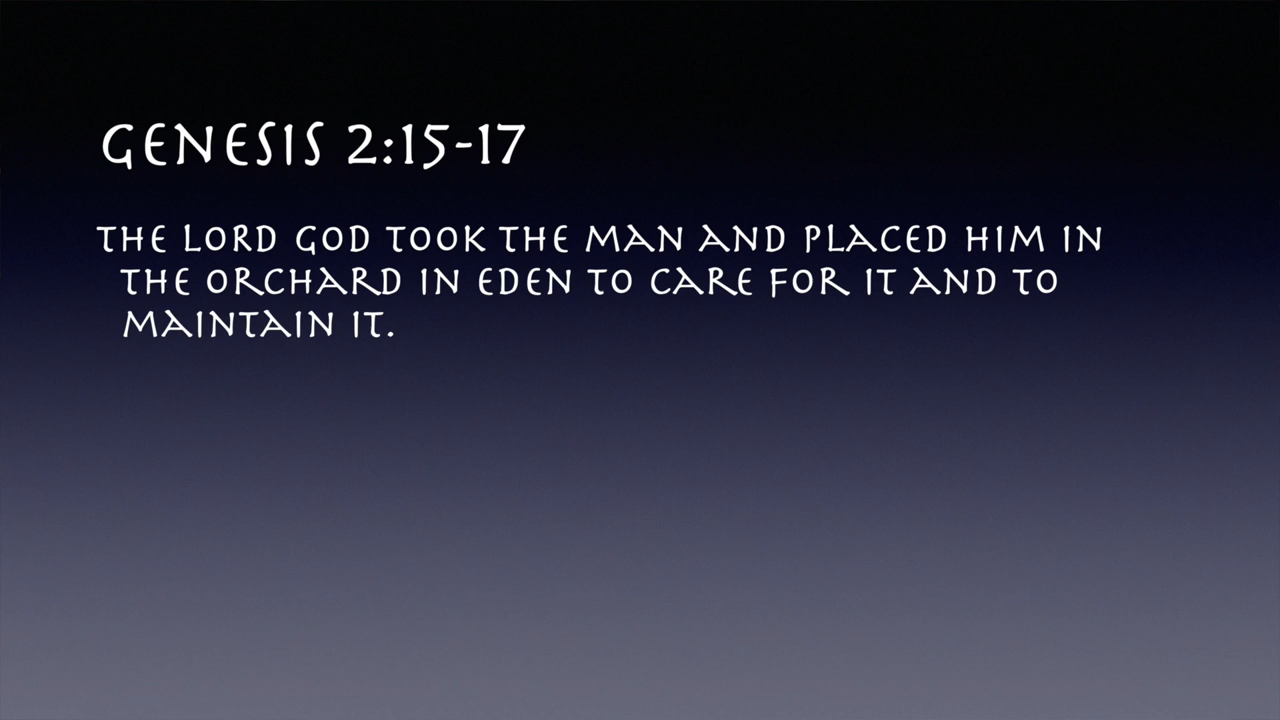 GENESIS 2:15-17
THE LORD GOD TOOK THE MAN AND PLACED HIM IN
THE ORCHARD IN EDEN TO CARE FOR IT AND TO
MAINTAIN IT.